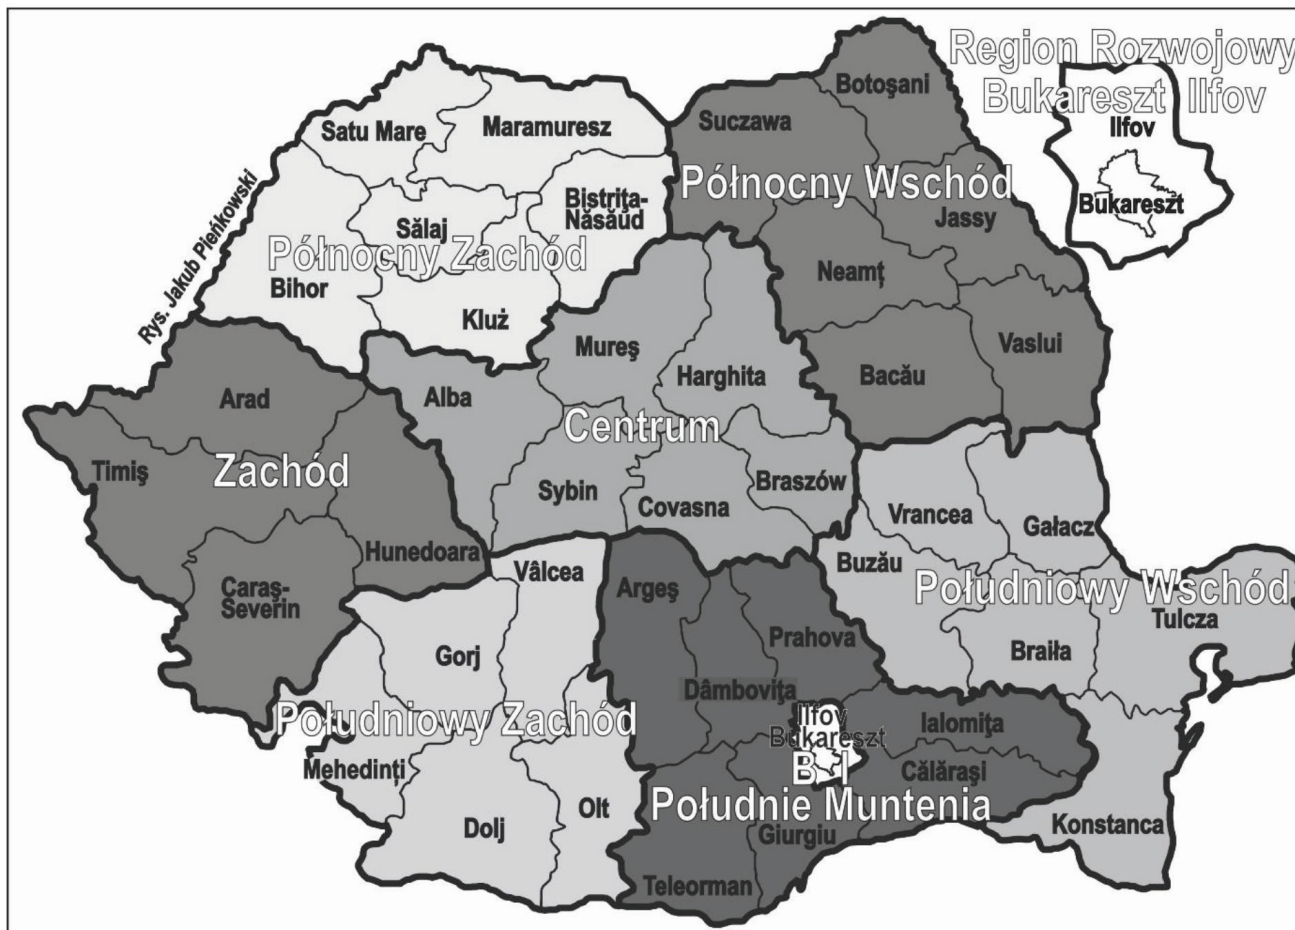 Region Rozwojowy
Bukareszt Ilfov
Ilfov
Bukareszt
Botoşani
Suczawa
Północny Wschód
Jassy
Neamţ
Vaslui
Bacău
Satu Mare
Maramuresz
Bistriţa-
Năsăud
Sălaj
Północny Zachód
Bihor
Kluż
Rys. Jakub Pieńkowski
Mureş
Harghita
Alba
Centrum
Sybin
Covasna
Braszów
Arad
Timiş
Zachód
Hunedoara
Caraş-
Severin
Vrancea
Gałacz
Buzău
Południowy Wschód
Tulcza
Braiła
Konstanca
Vâlcea
Gorj
Południowy Zachód
Mehedinţi
Dolj
Olt
Argeş
Prahova
Dâmboviţa
Ilfov
Bukareszt
B I
Ialomiţa
Călăraşi
Południe Muntenia
Giurgiu
Teleorman